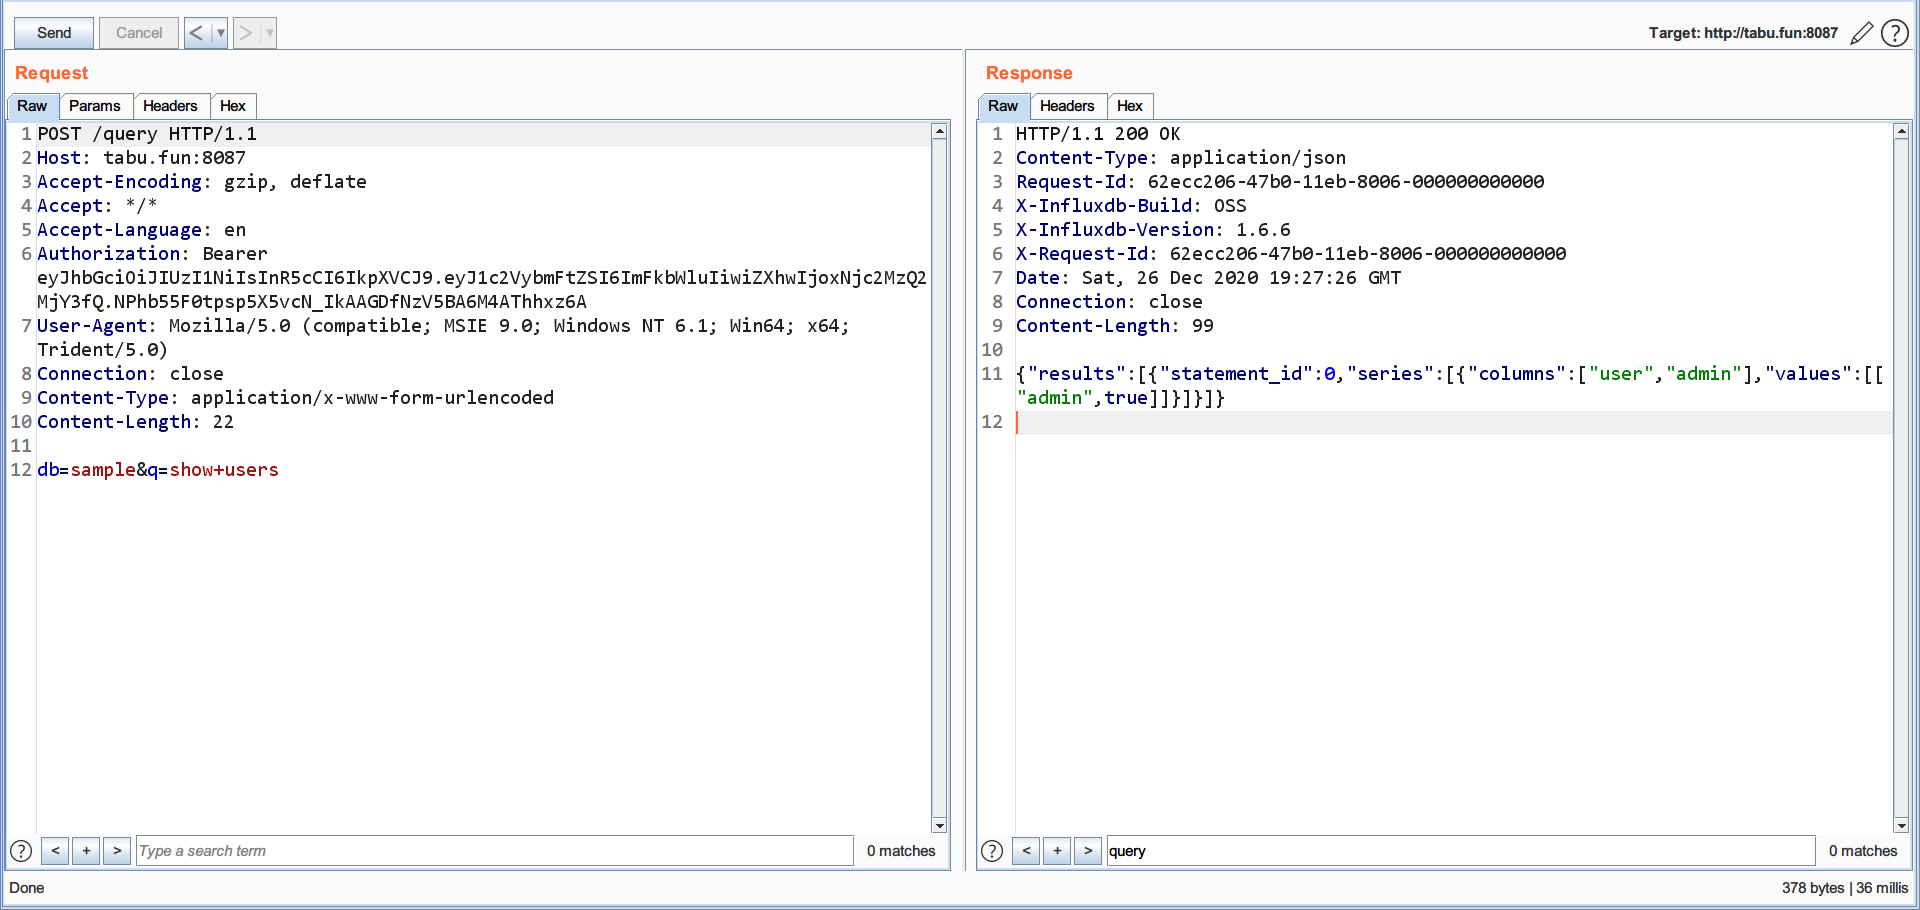 Send
Cancel
<
>
Target: http://tabu.fun:8087
?
Request
Raw
Params
Headers
Hex
1 POST /query HTTP/1.1
2 Host: tabu.fun:8087
3 Accept-Encoding: gzip, deflate
4 Accept: */*
5 Accept-Language: en
6 Authorization: Bearer
eyJhbGciOiJIUzI1NiIsInR5cCI6IkpXVCJ9.eyJ1c2VybmFtZSI6ImFkbWluIiwiZXhwIjoxNjc2MzQ2
MjY3fQ.NPhb55F0tpsp5X5vcN_IkAAGDfNzV5BA6M4AThhxz6A
7 User-Agent: Mozilla/5.0 (compatible; MSIE 9.0; Windows NT 6.1; Win64; x64;
Trident/5.0)
8 Connection: close
9 Content-Type: application/x-www-form-urlencoded
10 Content-Length: 22
11
12 db=sample&q=show+users
?
<
+
>
Type a search term
0 matches
Response
Raw
Headers
Hex
1 HTTP/1.1 200 OK
2 Content-Type: application/json
3 Request-Id: 62ecc206-47b0-11eb-8006-000000000000
4 X-Influxdb-Build: OSS
5 X-Influxdb-Version: 1.6.6
6 X-Request-Id: 62ecc206-47b0-11eb-8006-000000000000
7 Date: Sat, 26 Dec 2020 19:27:26 GMT
8 Connection: close
9 Content-Length: 99
10
11 {"results":[{"statement_id":0,"series":[{"columns":["user","admin"],"values":[[
"admin",true]]}]}]}
12
?
<
+
>
query
0 matches
Done
378 bytes | 36 millis